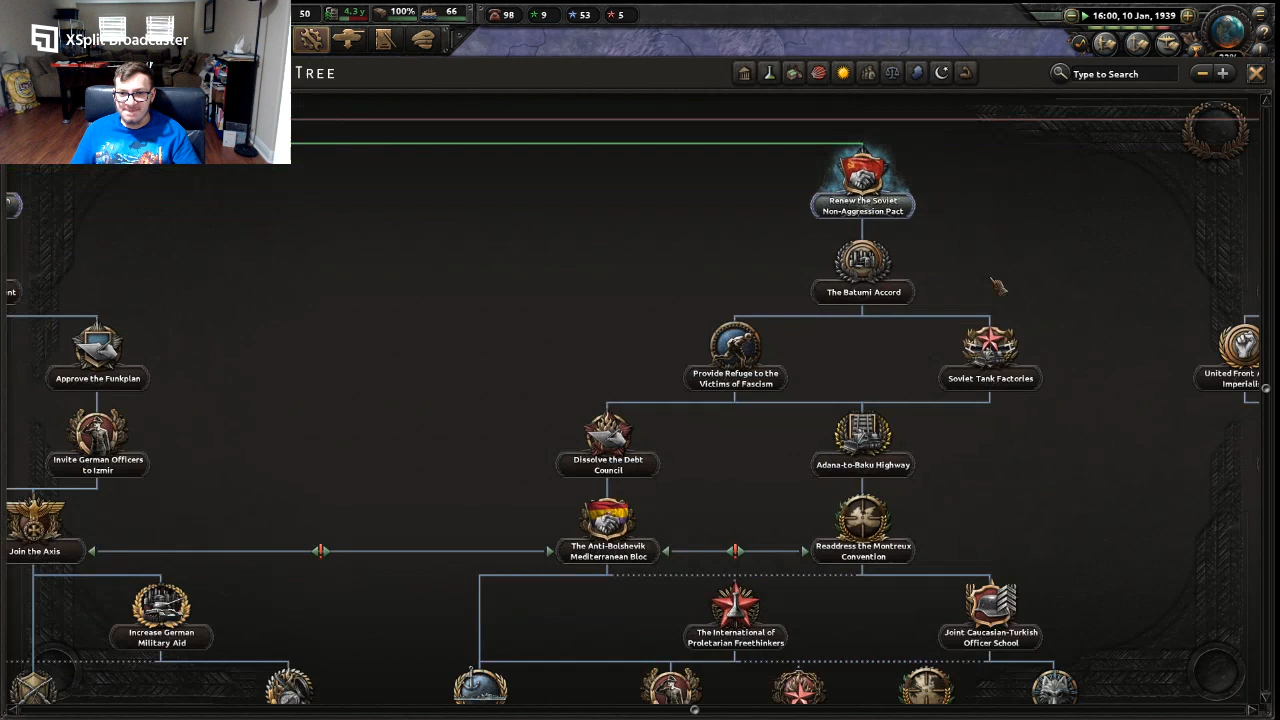 XSplit Broadcaster
50
4.3 y
100%
66
98
9
53
5
16:00, 10 Jan, 1939
TREE
Type to Search
Renew the Soviet
Non-Aggression Pact
The Batumi Accord
nt
Approve the Funkplan
Provide Refuge to the
Victims of Fascism
Soviet Tank Factories
United Front A
Imperiali
Invite German Officers
to Izmir
Dissolve the Debt
Council
Adana-to-Baku Highway
Join the Axis
The Anti-Bolshevik
Mediterranean Bloc
Readdress the Montreux
Convention
Increase German
Military Aid
The International of
Proletarian Freethinkers
Joint Caucasian-Turkish
Officer School